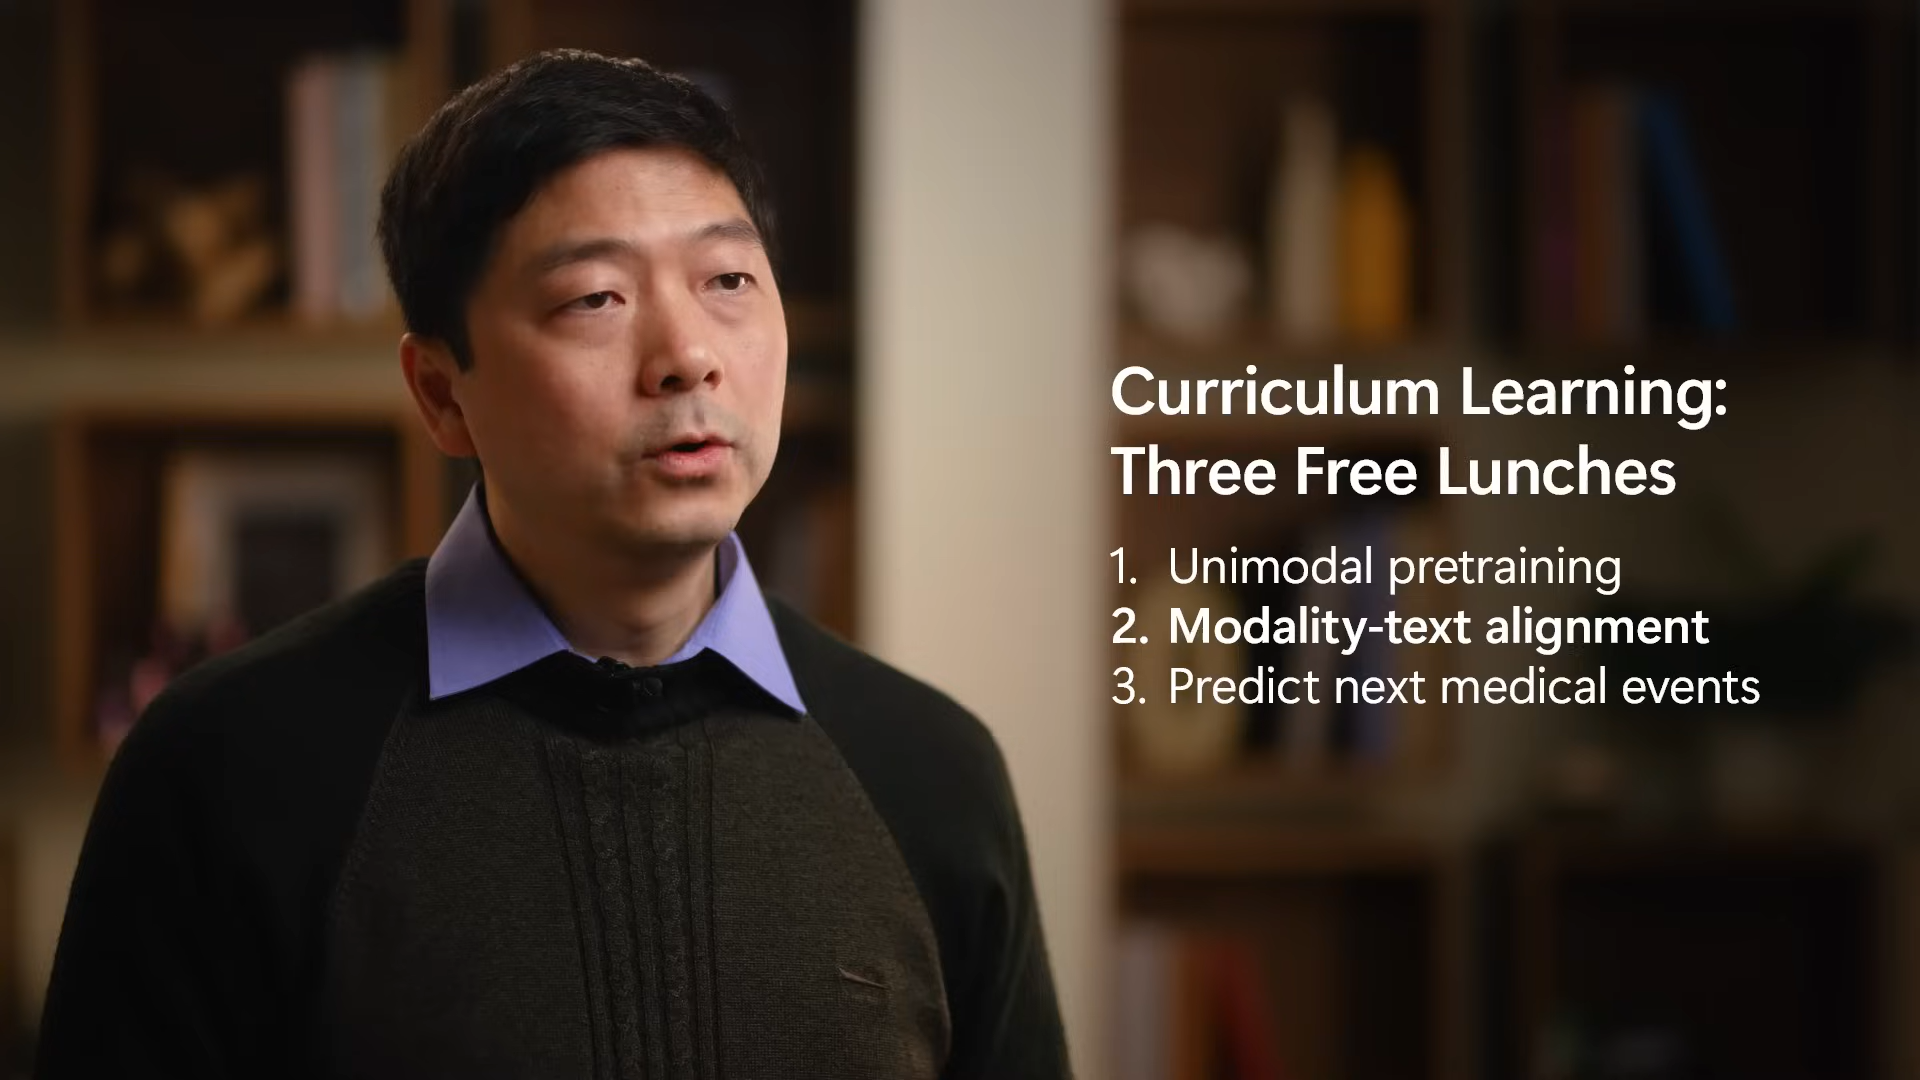 Curriculum Learning:
Three Free Lunches
1. Unimodal pretraining
2. Modality-text alignment
3. Predict next medical events